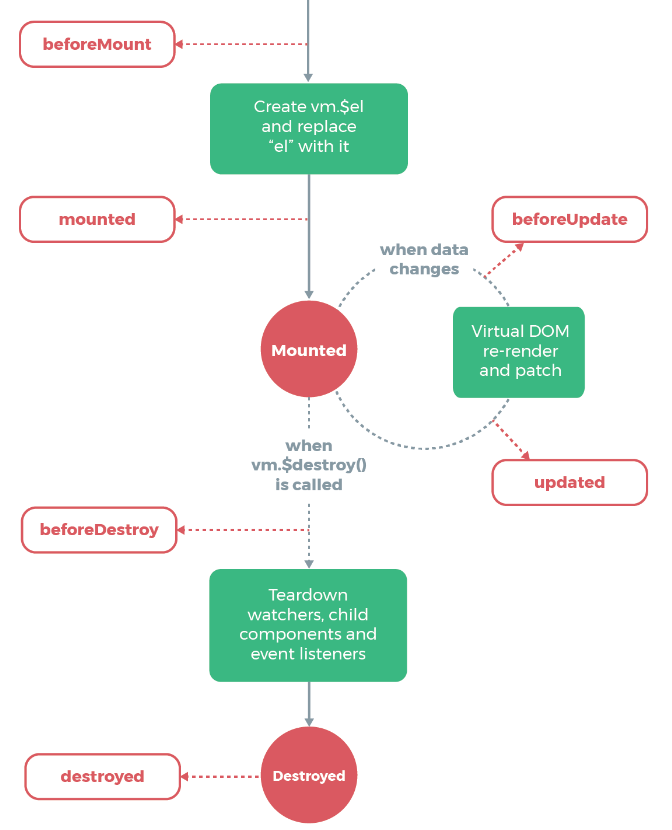 beforeMount
Create vm.$el
and replace
“el” with it
mounted
beforeUpdate
when data
changes
Virtual DOM
re-render
and patch
Mounted
when
vm.$destroy()
is called
updated
beforeDestroy
Teardown
watchers, child
components and
event listeners
destroyed
Destroyed